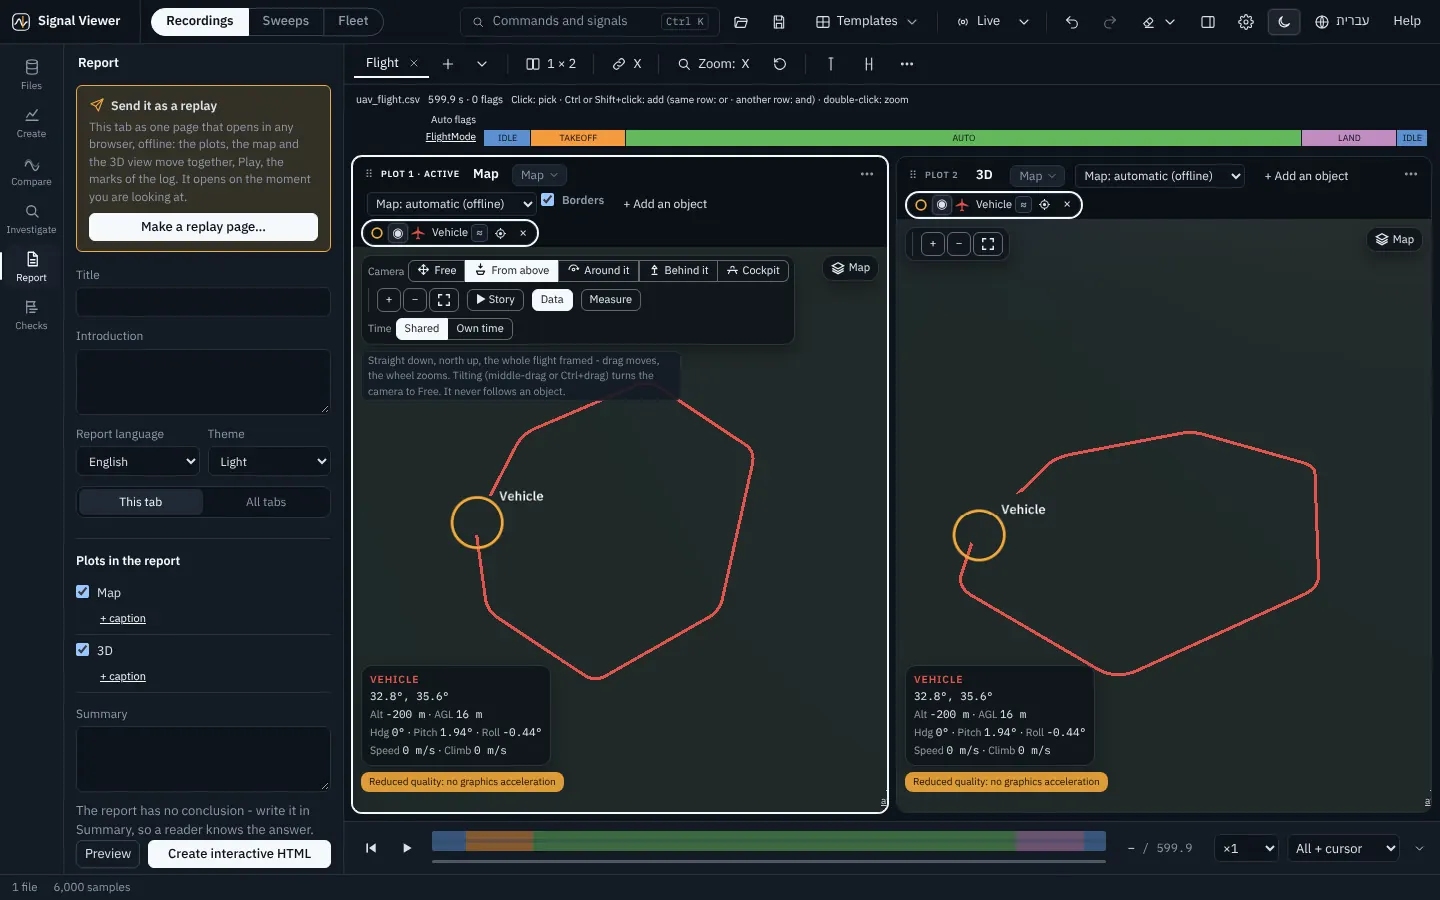 Signal Viewer
Recordings Sweeps Fleet
Commands and signals Ctrl K
Templates
Live
עברית
Help
Files
Create
Compare
Investigate
Report
Checks
Report
Send it as a replay
This tab as one page that opens in any
browser, offline: the plots, the map and
the 3D view move together, Play, the
marks of the log. It opens on the moment
you are looking at.
Make a replay page...
Title
Introduction
Report language Theme
English Light
This tab All tabs
Plots in the report
Map
+ caption
3D
+ caption
Summary
The report has no conclusion - write it in
Summary, so a reader knows the answer.
Preview Create interactive HTML
Flight × + 1 × 2 X Zoom: X
uav_flight.csv 599.9 s · 0 flags Click: pick · Ctrl or Shift+click: add (same row: or · another row: and) · double-click: zoom
Auto flags
FlightMode IDLE TAKEOFF AUTO LAND IDLE
PLOT 1 · ACTIVE Map Map
Map: automatic (offline) Borders + Add an object
Vehicle ≈ ×
Camera Free From above Around it Behind it Cockpit
+ − Story Data Measure
Time Shared Own time
Map
Straight down, north up, the whole flight framed - drag moves,
the wheel zooms. Tilting (middle-drag or Ctrl+drag) turns the
camera to Free. It never follows an object.
Vehicle
VEHICLE
32.8°, 35.6°
Alt -200 m · AGL 16 m
Hdg 0° · Pitch 1.94° · Roll -0.44°
Speed 0 m/s · Climb 0 m/s
Reduced quality: no graphics acceleration
PLOT 2 3D Map Map: automatic (offline) + Add an object
Vehicle ≈ ×
+ −
Map
Vehicle
VEHICLE
32.8°, 35.6°
Alt -200 m · AGL 16 m
Hdg 0° · Pitch 1.94° · Roll -0.44°
Speed 0 m/s · Climb 0 m/s
Reduced quality: no graphics acceleration
– / 599.9 ×1 All + cursor
1 file 6,000 samples